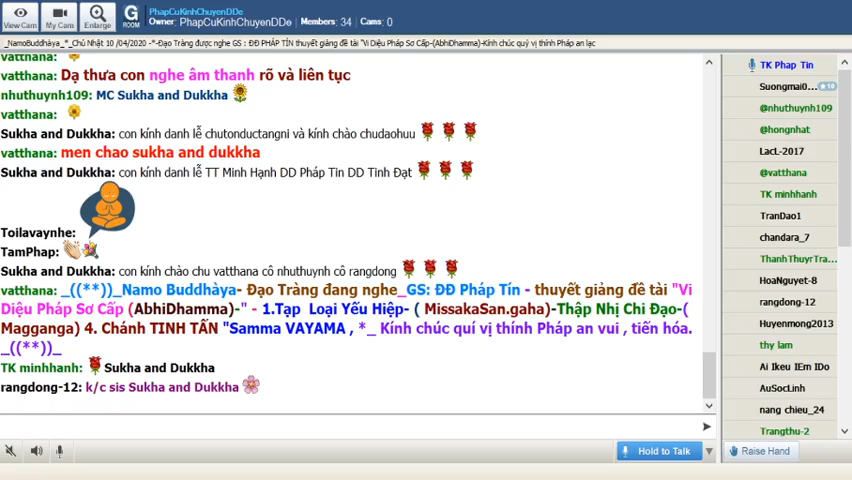 View Cam
My Cam
Enlarge
G
ROOM
PhapCuKinhChuyenDDe
Owner: PhapCuKinhChuyenDDe Members: 34 Cams: 0
_NamoBuddhàya_*_Chủ Nhật 10 /04/2020 -*-Đạo Tràng được nghe GS : ĐĐ PHÁP TÍN thuyết giảng đề tài "Vi Diệu Pháp Sơ Cấp-(AbhiDhamma)-Kính chúc quý vị thính Pháp an lạc
vatthana:
vatthana: Dạ thưa con nghe âm thanh rõ và liên tục
nhuthuynh109: MC Sukha and Dukkha
vatthana:
Sukha and Dukkha: con kính danh lễ chutonductangni và kính chào chudaohuu
vatthana: men chao sukha and dukkha
Sukha and Dukkha: con kính danh lễ TT Minh Hạnh DD Pháp Tin DD Tinh Đạt
Toilavaynhe:
TamPhap:
Sukha and Dukkha: con kính chào chu vatthana cô nhuthuynh cô rangdong
vatthana: _((**))_Namo Buddhàya- Đạo Tràng đang nghe_GS: ĐĐ Pháp Tín - thuyết giảng đề tài "Vi
Diệu Pháp Sơ Cấp (AbhiDhamma)-" - 1.Tạp Loại Yếu Hiệp- ( MissakaSan.gaha)-Thập Nhị Chi Đạo-(
Magganga) 4. Chánh TINH TẤN "Samma VAYAMA , *_ Kính chúc quí vị thính Pháp an vui , tiến hóa.
_((**))_
TK minhhanh: Sukha and Dukkha
rangdong-12: k/c sis Sukha and Dukkha
Hold to Talk
TK Phap Tin
Suongmai0... 10
@nhuthuynh109
@hongnhat
LacL-2017
@vatthana
TK minhhanh
TranDao1
chandara_7
ThanhThuyrTra...
HoaNguyet-8
rangdong-12
Huyenmong2013
thy lam
Ai Ikeu IEm IDo
AuSocLinh
nang chieu_24
Trangthu-2
Raise Hand